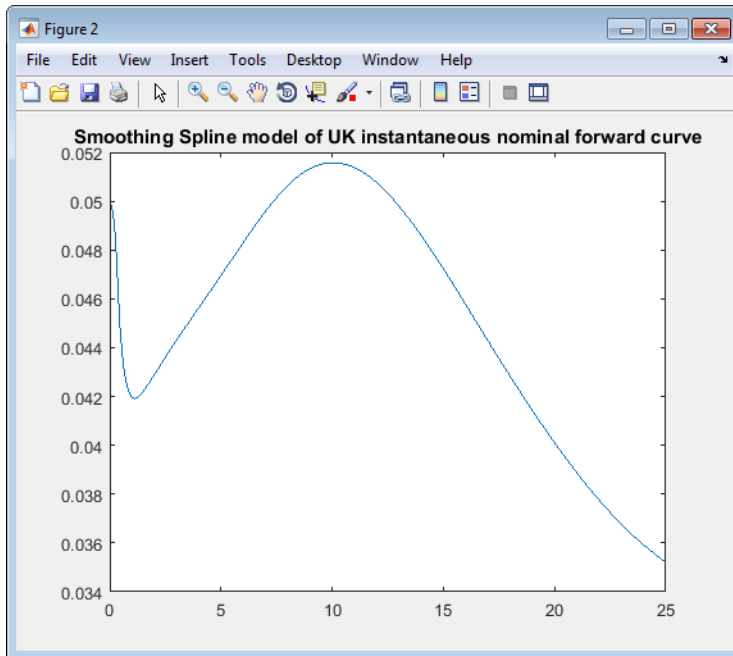 Figure 2
File Edit View Insert Tools Desktop Window Help
Smoothing Spline model of UK instantaneous nominal forward curve
0.052
0.05
0.048
0.046
0.044
0.042
0.04
0.038
0.036
0.034
0 5 10 15 20 25